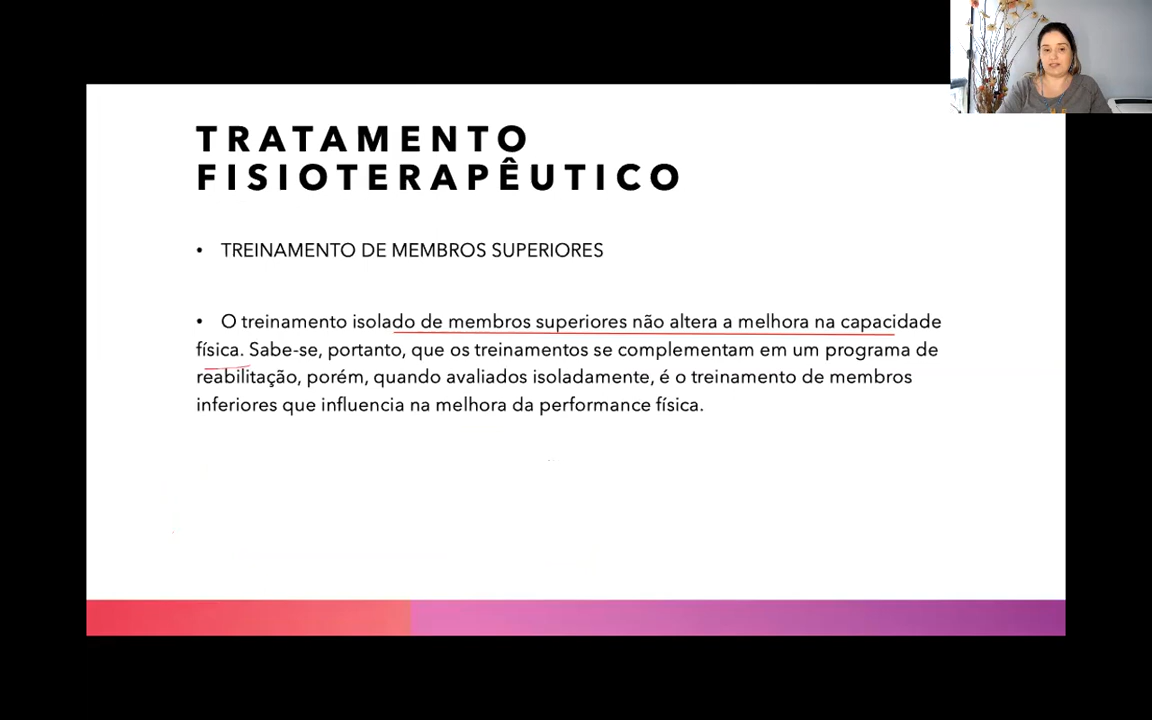 TRATAMENTO
FISIOTERAPÊUTICO
• TREINAMENTO DE MEMBROS SUPERIORES
• O treinamento isolado de membros superiores não altera a melhora na capacidade
física. Sabe-se, portanto, que os treinamentos se complementam em um programa de
reabilitação, porém, quando avaliados isoladamente, é o treinamento de membros
inferiores que influencia na melhora da performance física.